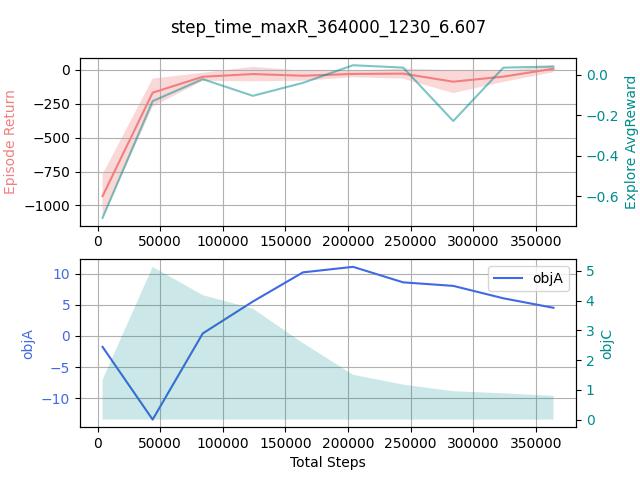 step_time_maxR_364000_1230_6.607
0
−250
−500
−750
−1000
Episode Return
0.0
−0.2
−0.4
−0.6
Explore AvgReward
0 50000 100000 150000 200000 250000 300000 350000
10
5
0
−5
−10
objA
objA
5
4
3
2
1
0
objC
0 50000 100000 150000 200000 250000 300000 350000
Total Steps